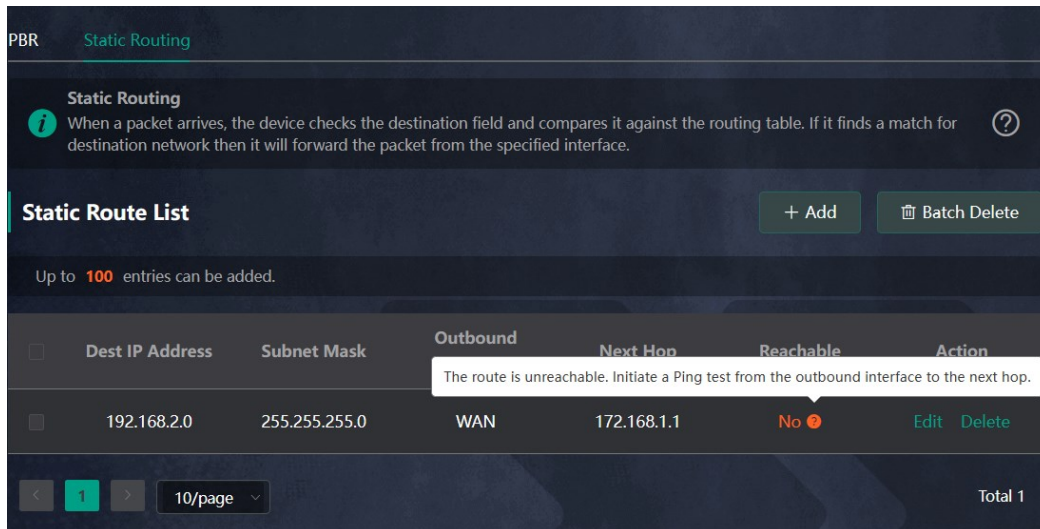 PBR Static Routing
Static Routing
When a packet arrives, the device checks the destination field and compares it against the routing table. If it finds a match for
destination network then it will forward the packet from the specified interface.
Static Route List
+ Add
Batch Delete
Up to 100 entries can be added.
Dest IP Address Subnet Mask Outbound Next Hop Reachable Action
The route is unreachable. Initiate a Ping test from the outbound interface to the next hop.
192.168.2.0 255.255.255.0 WAN 172.168.1.1 No Edit Delete
1 10/page Total 1